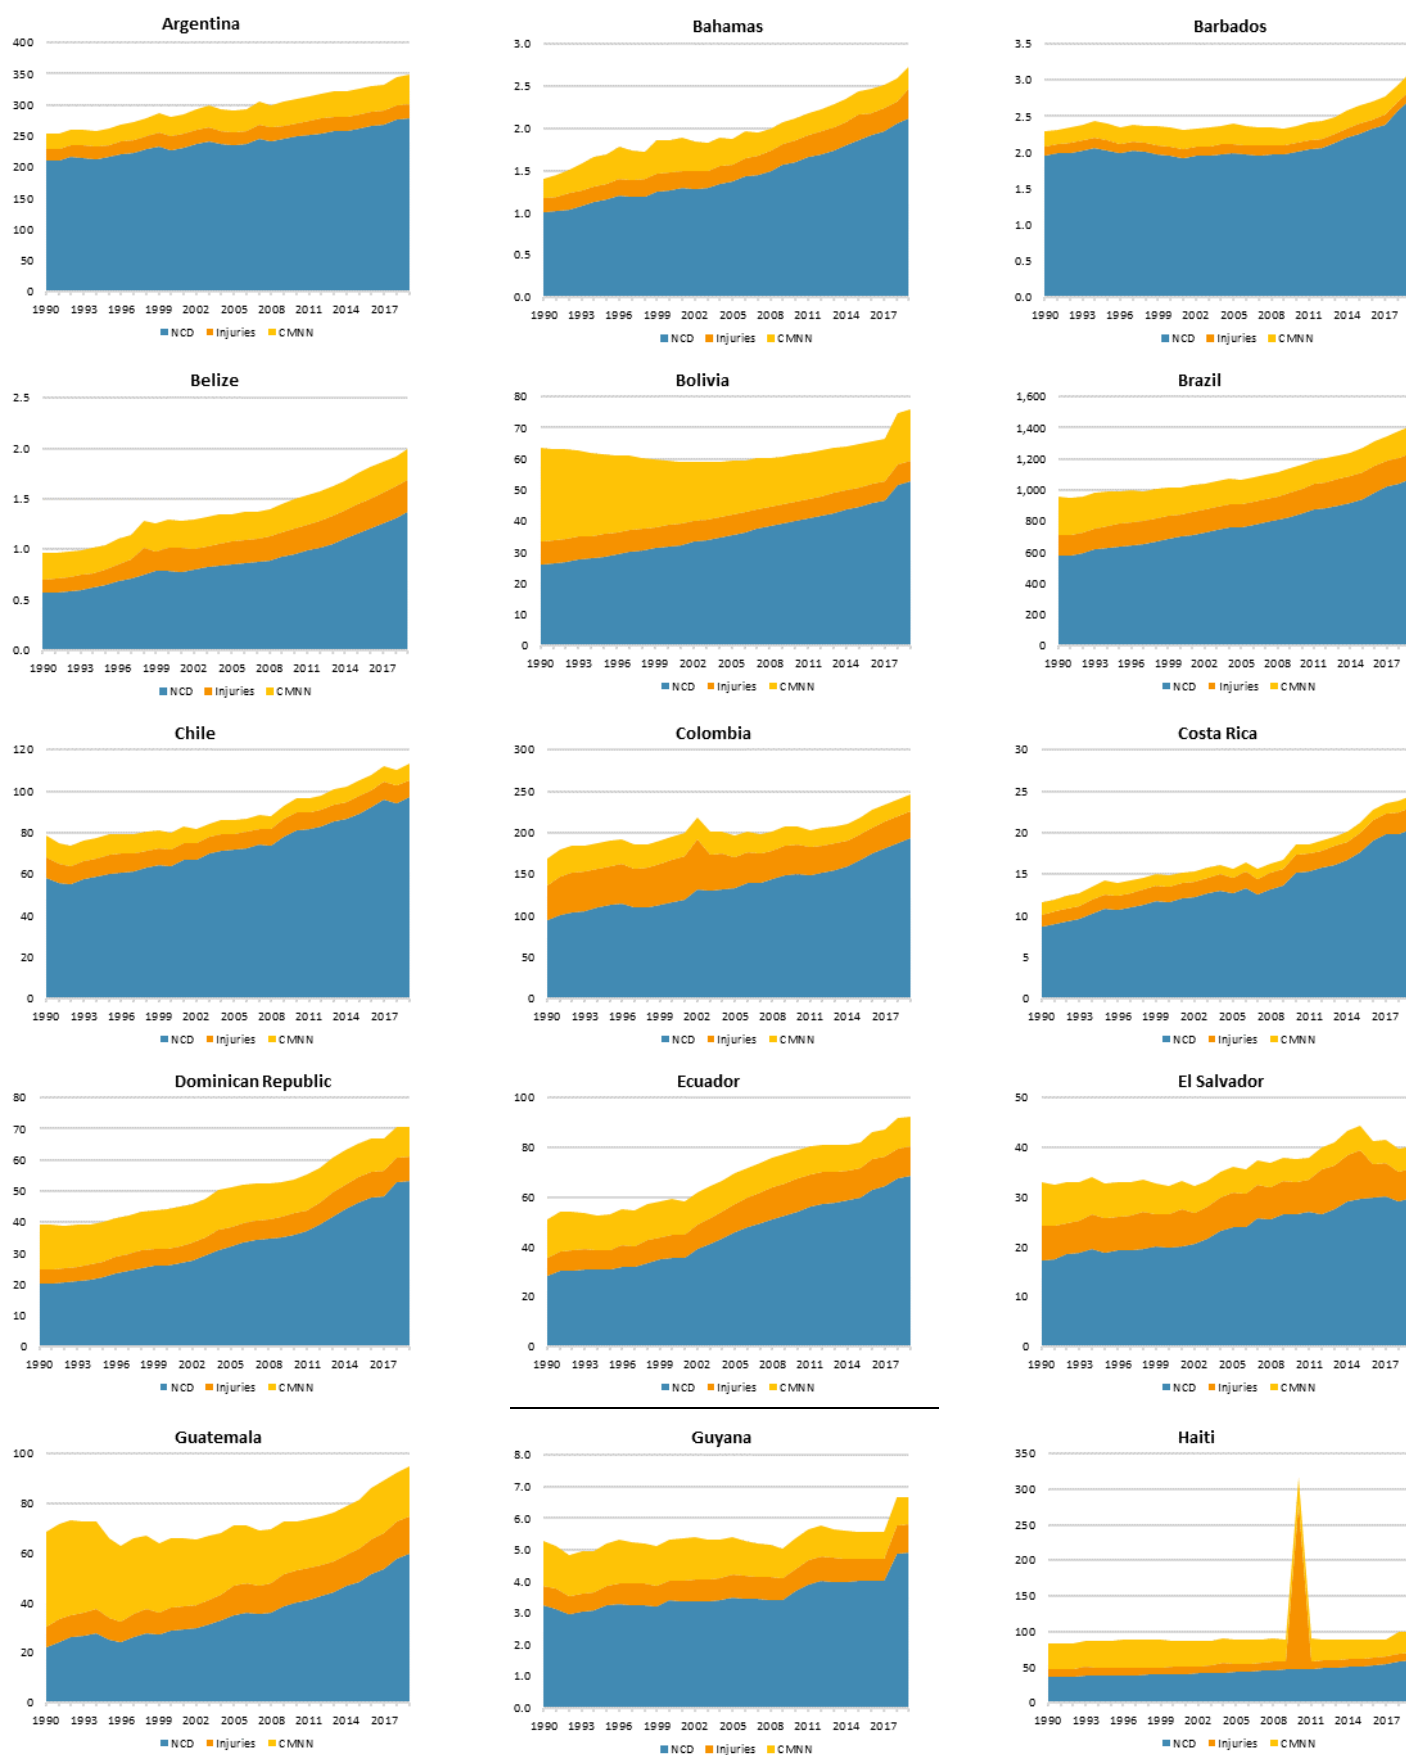 Argentina
400
350
300
250
200
150
100
50
0
1990 1993 1996 1999 2002 2005 2008 2011 2014 2017
NCD Injuries CMNN
Bahamas
3.0
2.5
2.0
1.5
1.0
0.5
0.0
1990 1993 1996 1999 2002 2005 2008 2011 2014 2017
NCD Injuries CMNN
Barbados
3.5
3.0
2.5
2.0
1.5
1.0
0.5
0.0
1990 1993 1996 1999 2002 2005 2008 2011 2014 2017
NCD Injuries CMNN
Belize
2.5
2.0
1.5
1.0
0.5
0.0
1990 1993 1996 1999 2002 2005 2008 2011 2014 2017
NCD Injuries CMNN
Bolivia
80
70
60
50
40
30
20
10
0
1990 1993 1996 1999 2002 2005 2008 2011 2014 2017
NCD Injuries CMNN
Brazil
1,600
1,400
1,200
1,000
800
600
400
200
0
1990 1993 1996 1999 2002 2005 2008 2011 2014 2017
NCD Injuries CMNN
Chile
120
100
80
60
40
20
0
1990 1993 1996 1999 2002 2005 2008 2011 2014 2017
NCD Injuries CMNN
Colombia
300
250
200
150
100
50
0
1990 1993 1996 1999 2002 2005 2008 2011 2014 2017
NCD Injuries CMNN
Costa Rica
30
25
20
15
10
5
0
1990 1993 1996 1999 2002 2005 2008 2011 2014 2017
NCD Injuries CMNN
Dominican Republic
80
70
60
50
40
30
20
10
0
1990 1993 1996 1999 2002 2005 2008 2011 2014 2017
NCD Injuries CMNN
Ecuador
100
80
60
40
20
0
1990 1993 1996 1999 2002 2005 2008 2011 2014 2017
NCD Injuries CMNN
El Salvador
50
40
30
20
10
0
1990 1993 1996 1999 2002 2005 2008 2011 2014 2017
NCD Injuries CMNN
Guatemala
100
80
60
40
20
0
1990 1993 1996 1999 2002 2005 2008 2011 2014 2017
NCD Injuries CMNN
Guyana
8.0
7.0
6.0
5.0
4.0
3.0
2.0
1.0
0.0
1990 1993 1996 1999 2002 2005 2008 2011 2014 2017
NCD Injuries CMNN
Haiti
350
300
250
200
150
100
50
0
1990 1993 1996 1999 2002 2005 2008 2011 2014 2017
NCD Injuries CMNN